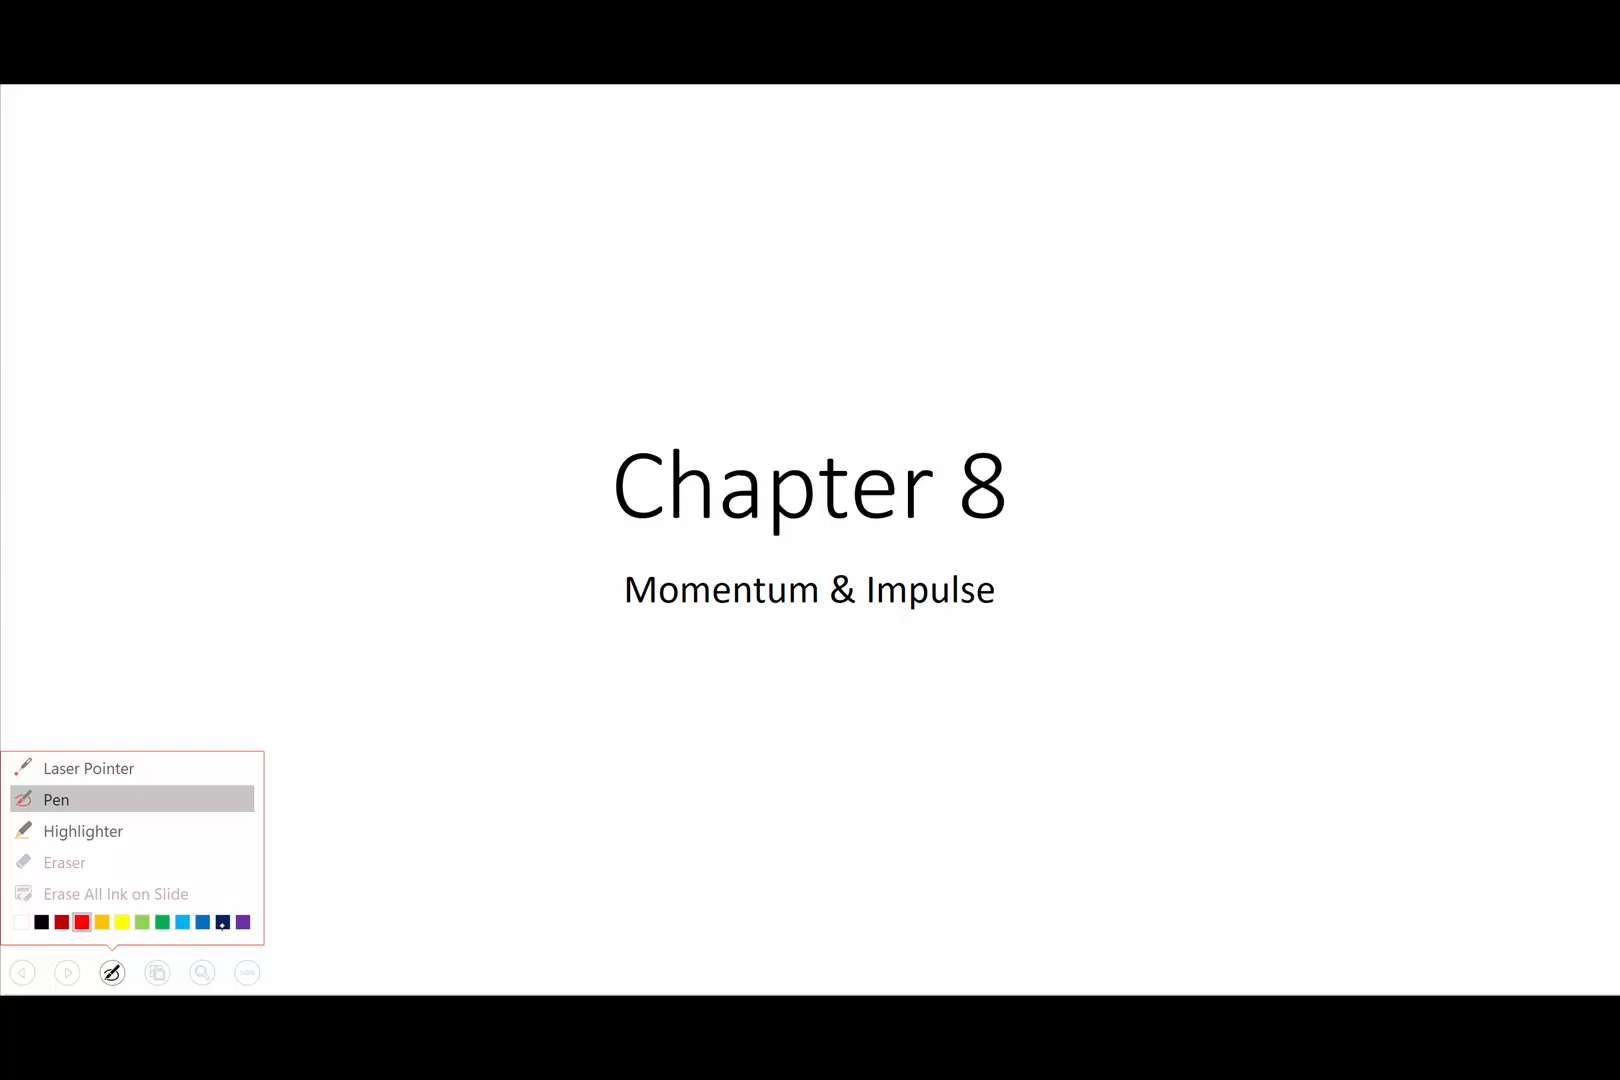 Chapter 8
Momentum & Impulse
Laser Pointer
Pen
Highlighter
Eraser
Erase All Ink on Slide